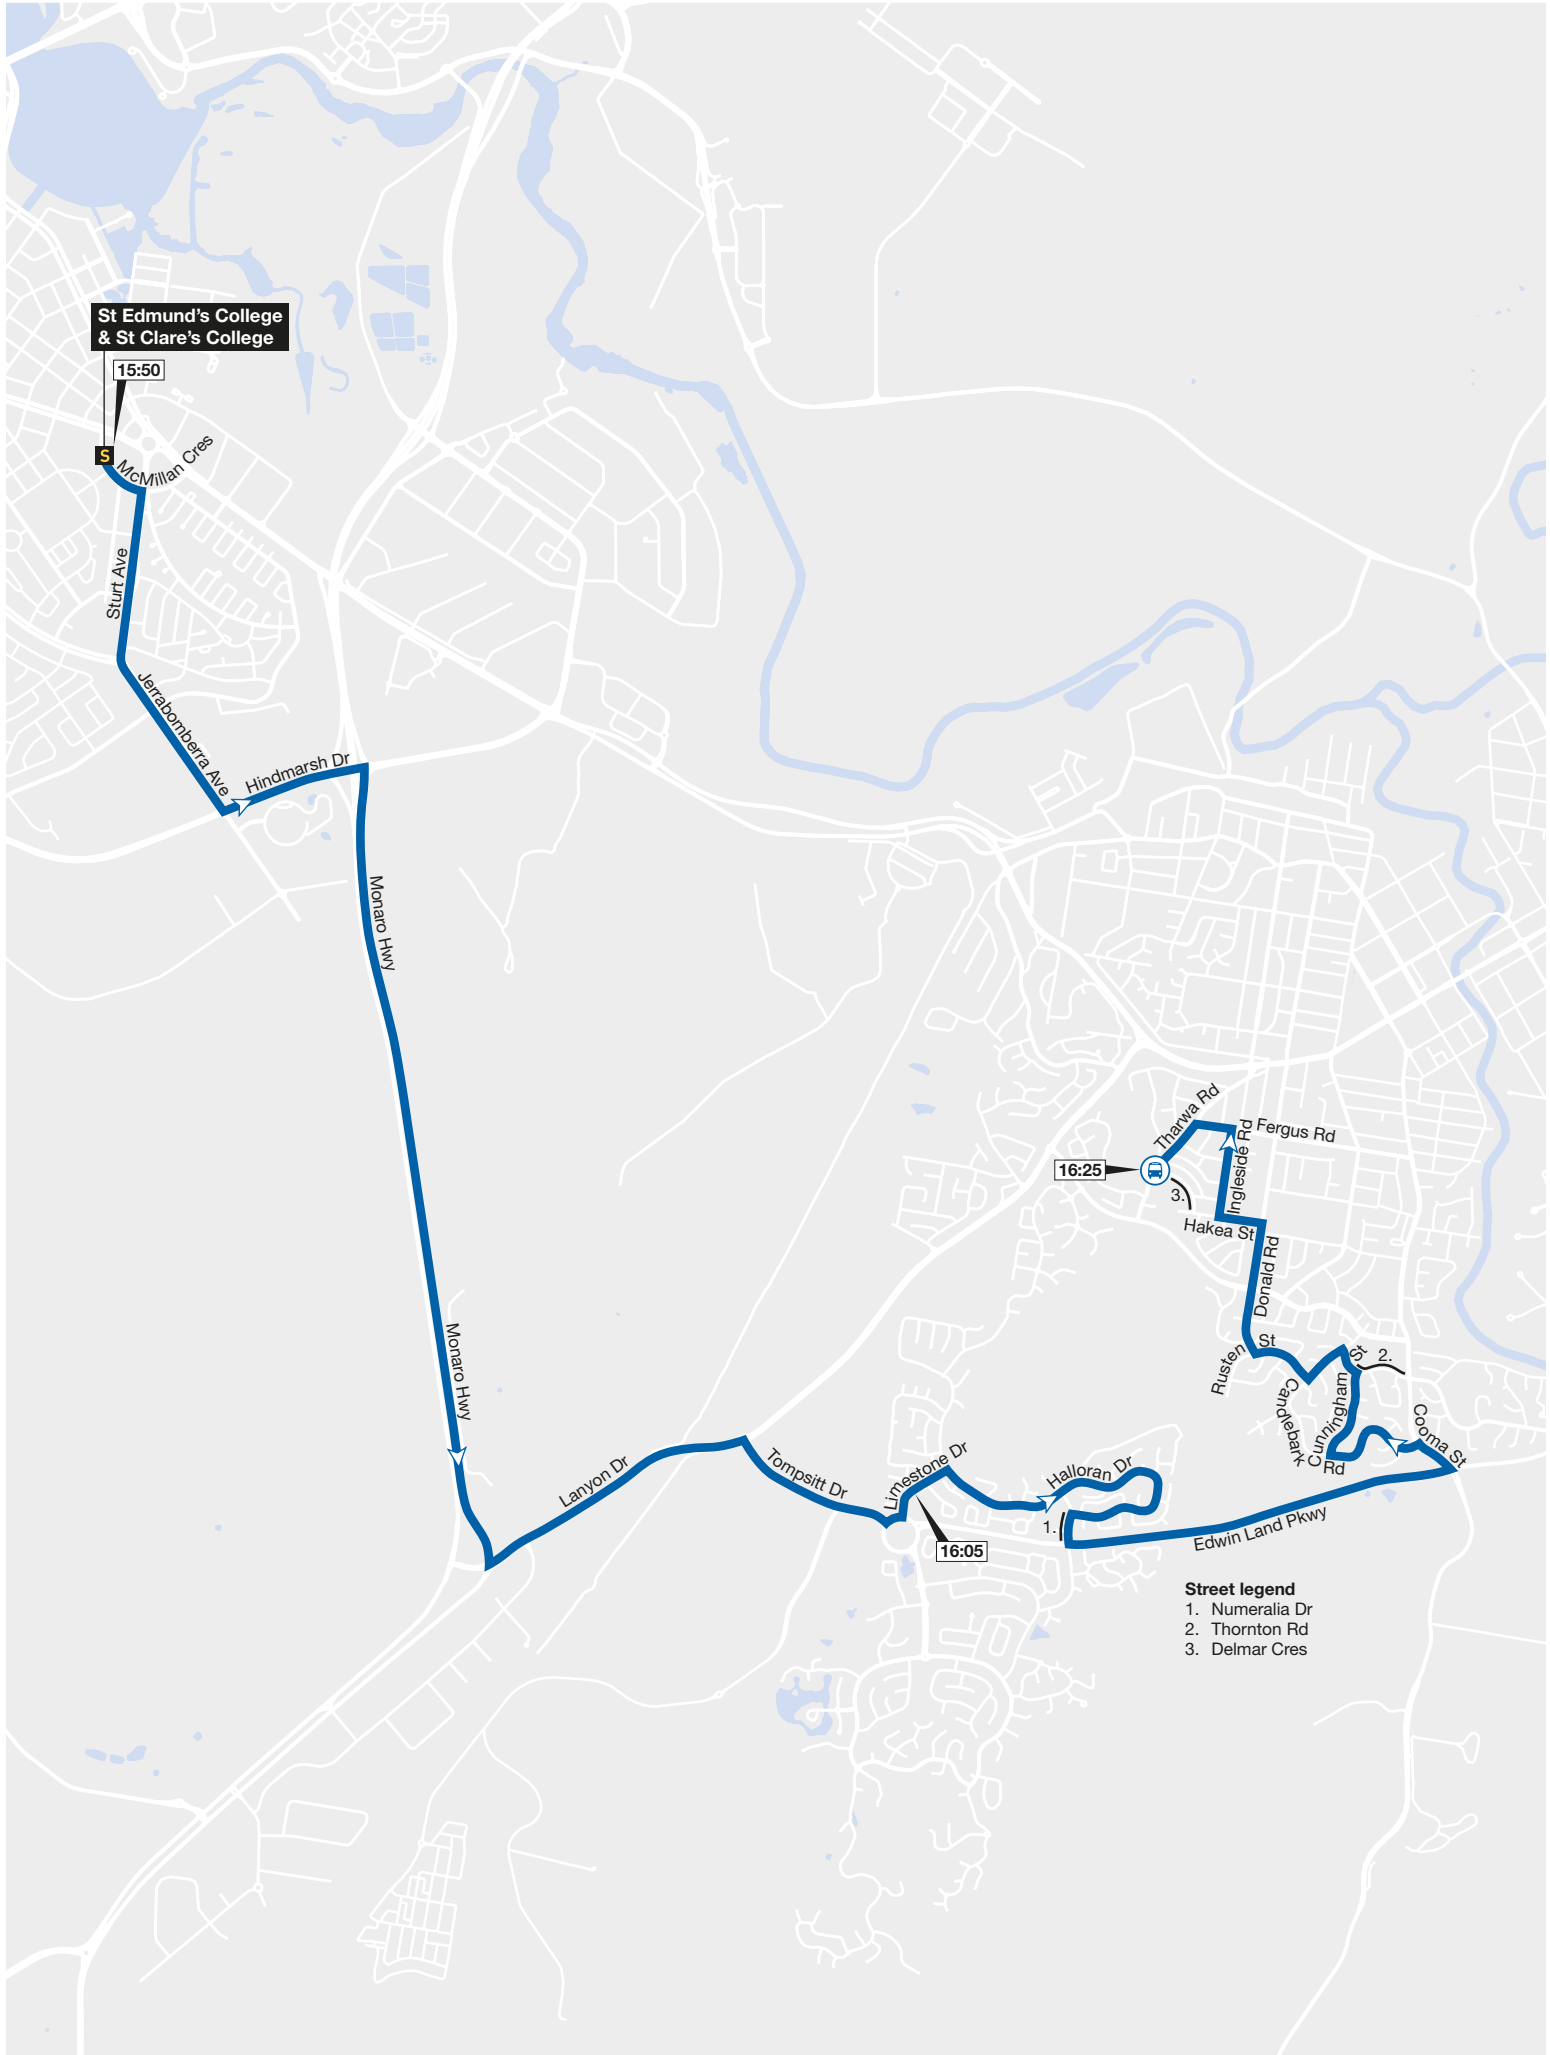 St Edmund's College
& St Clare's College
15:50
S
McMillan Cres
Sturt Ave
Jerrabomberra Ave
Hindmarsh Dr
Monaro Hwy
Monaro Hwy
Lanyon Dr
Tompsitt Dr
Limestone Dr
16:05
Halloran Dr
1.
Edwin Land Pkwy
Cooma St
Cunningham St
2.
Candlebark Rd
Rusten St
Donald Rd
Hakea St
Ingleside Rd
Fergus Rd
Tharwa Rd
16:25
3.
Street legend
1. Numeralia Dr
2. Thornton Rd
3. Delmar Cres